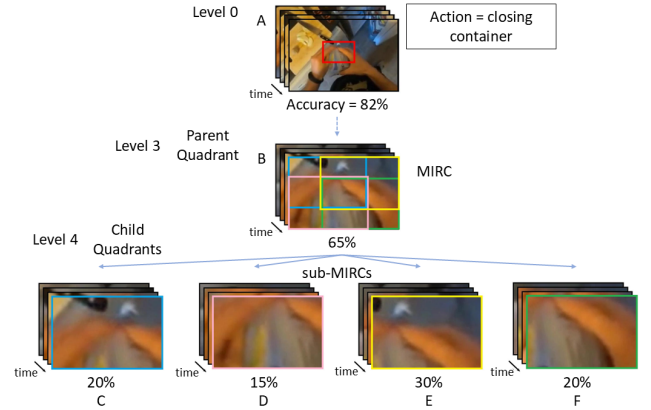 Level 0
A
Action = closing
container
time
Accuracy = 82%
Level 3
Parent
Quadrant
B
MIRC
time
65%
Level 4
Child
Quadrants
sub-MIRCs
time
time
time
time
20%
15%
30%
20%
C
D
E
F